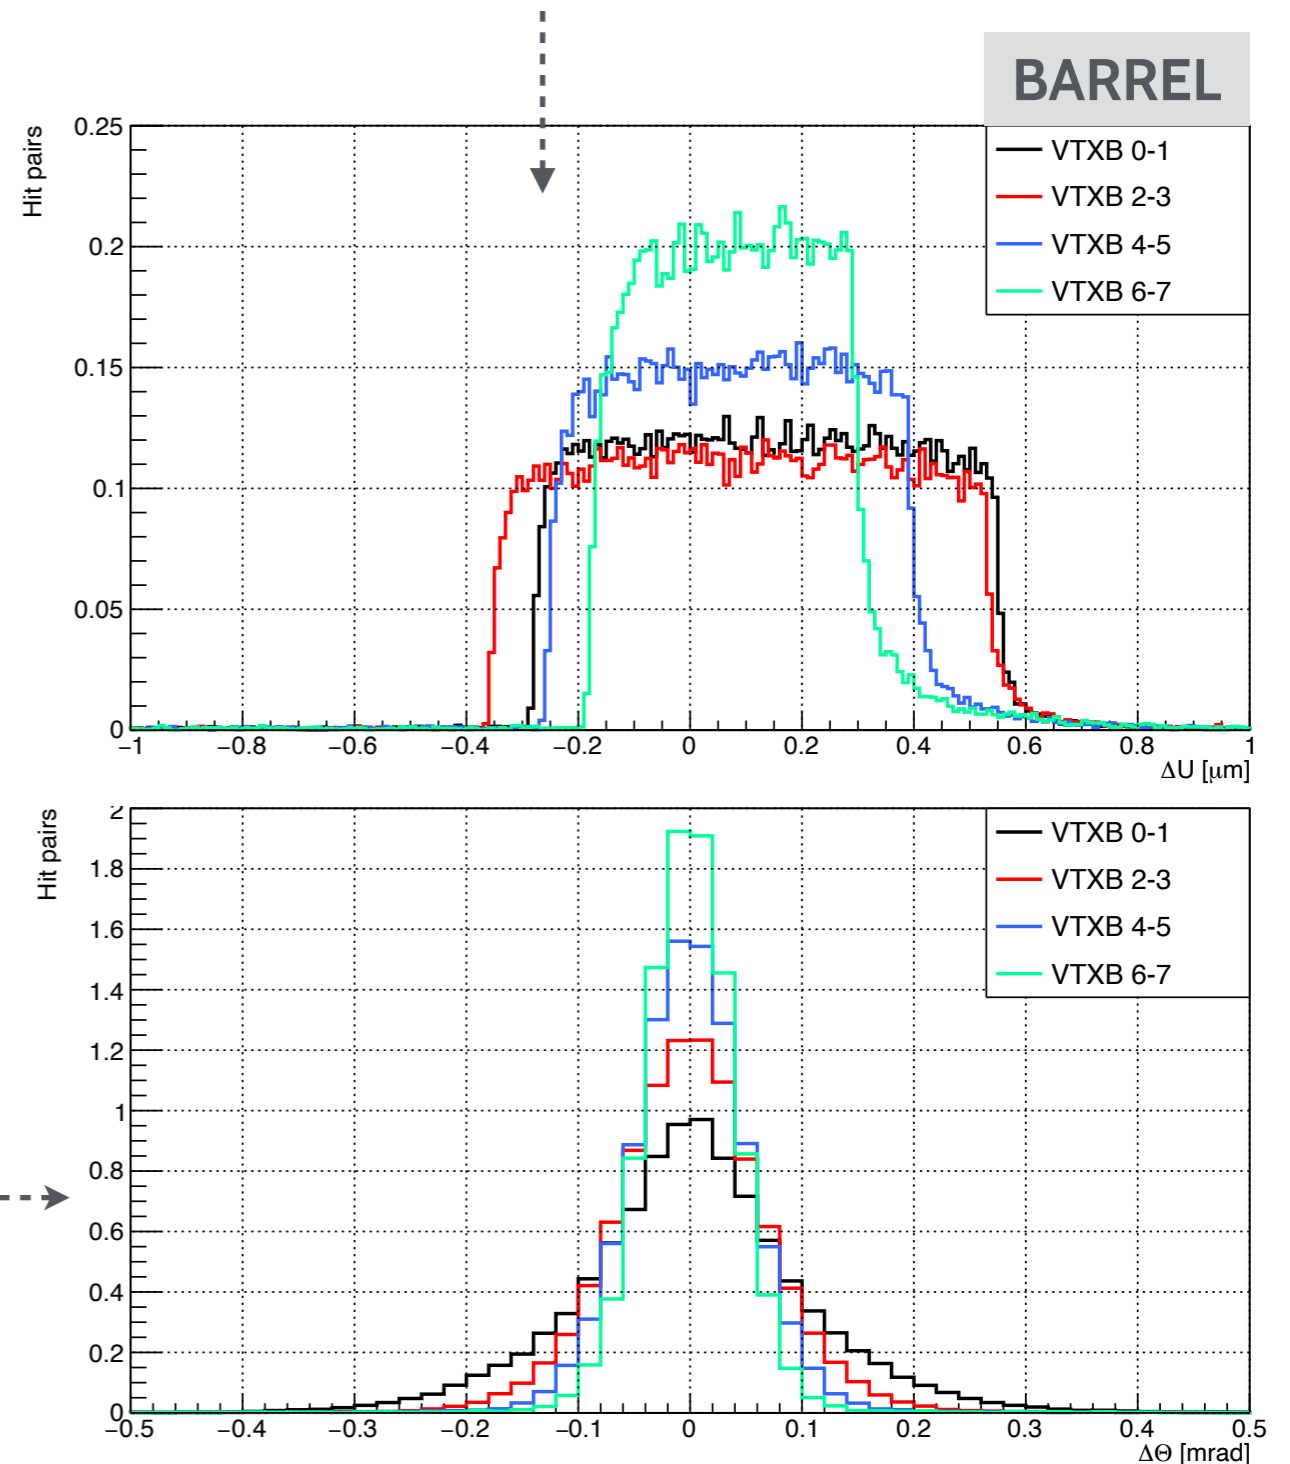 BARREL
Hit pairs
0.25
0.2
0.15
0.1
0.05
0
VTXB 0-1
VTXB 2-3
VTXB 4-5
VTXB 6-7
−1 −0.8 −0.6 −0.4 −0.2 0 0.2 0.4 0.6 0.8 1
ΔU [μm]
Hit pairs
2
1.8
1.6
1.4
1.2
1
0.8
0.6
0.4
0.2
0
VTXB 0-1
VTXB 2-3
VTXB 4-5
VTXB 6-7
−0.5 −0.4 −0.3 −0.2 −0.1 0 0.1 0.2 0.3 0.4 0.5
ΔΘ [mrad]